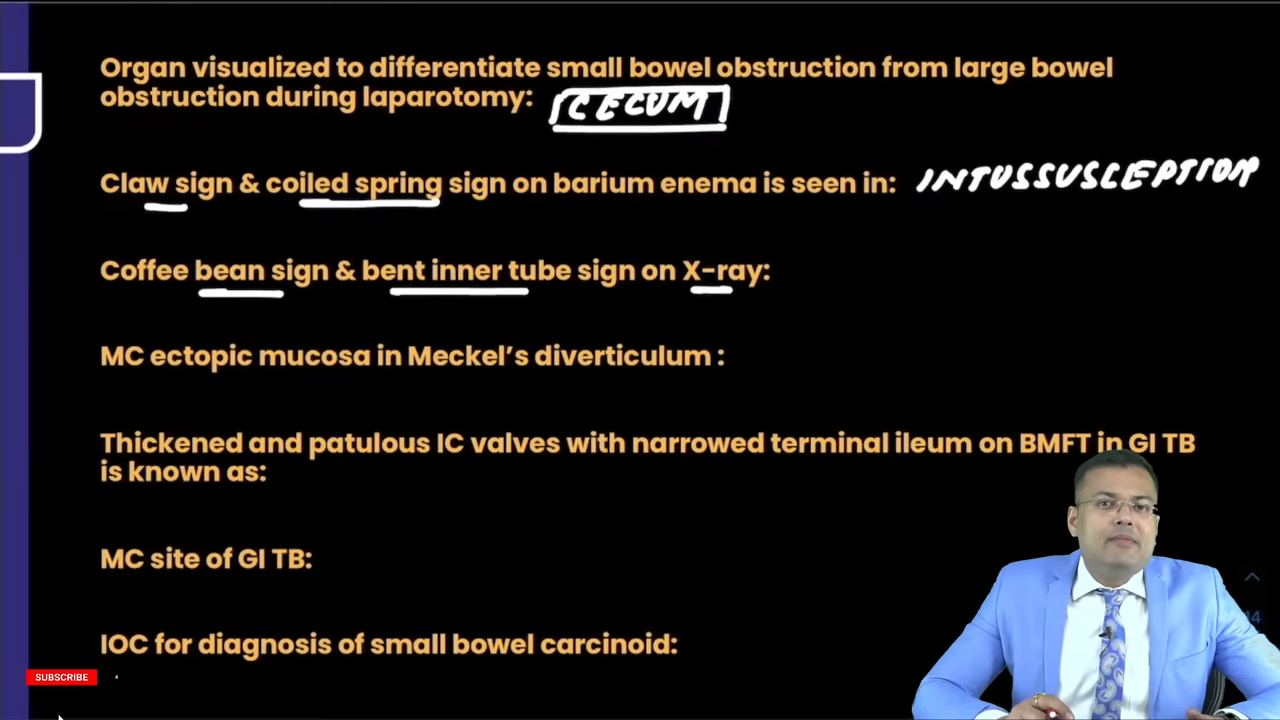 Organ visualized to differentiate small bowel obstruction from large bowel
obstruction during laparotomy: CECUM
Claw sign & coiled spring sign on barium enema is seen in: INTUSSUSCEPTION
Coffee bean sign & bent inner tube sign on X-ray:
MC ectopic mucosa in Meckel’s diverticulum :
Thickened and patulous IC valves with narrowed terminal ileum on BMFT in GI TB
is known as:
MC site of GI TB:
IOC for diagnosis of small bowel carcinoid:
SUBSCRIBE